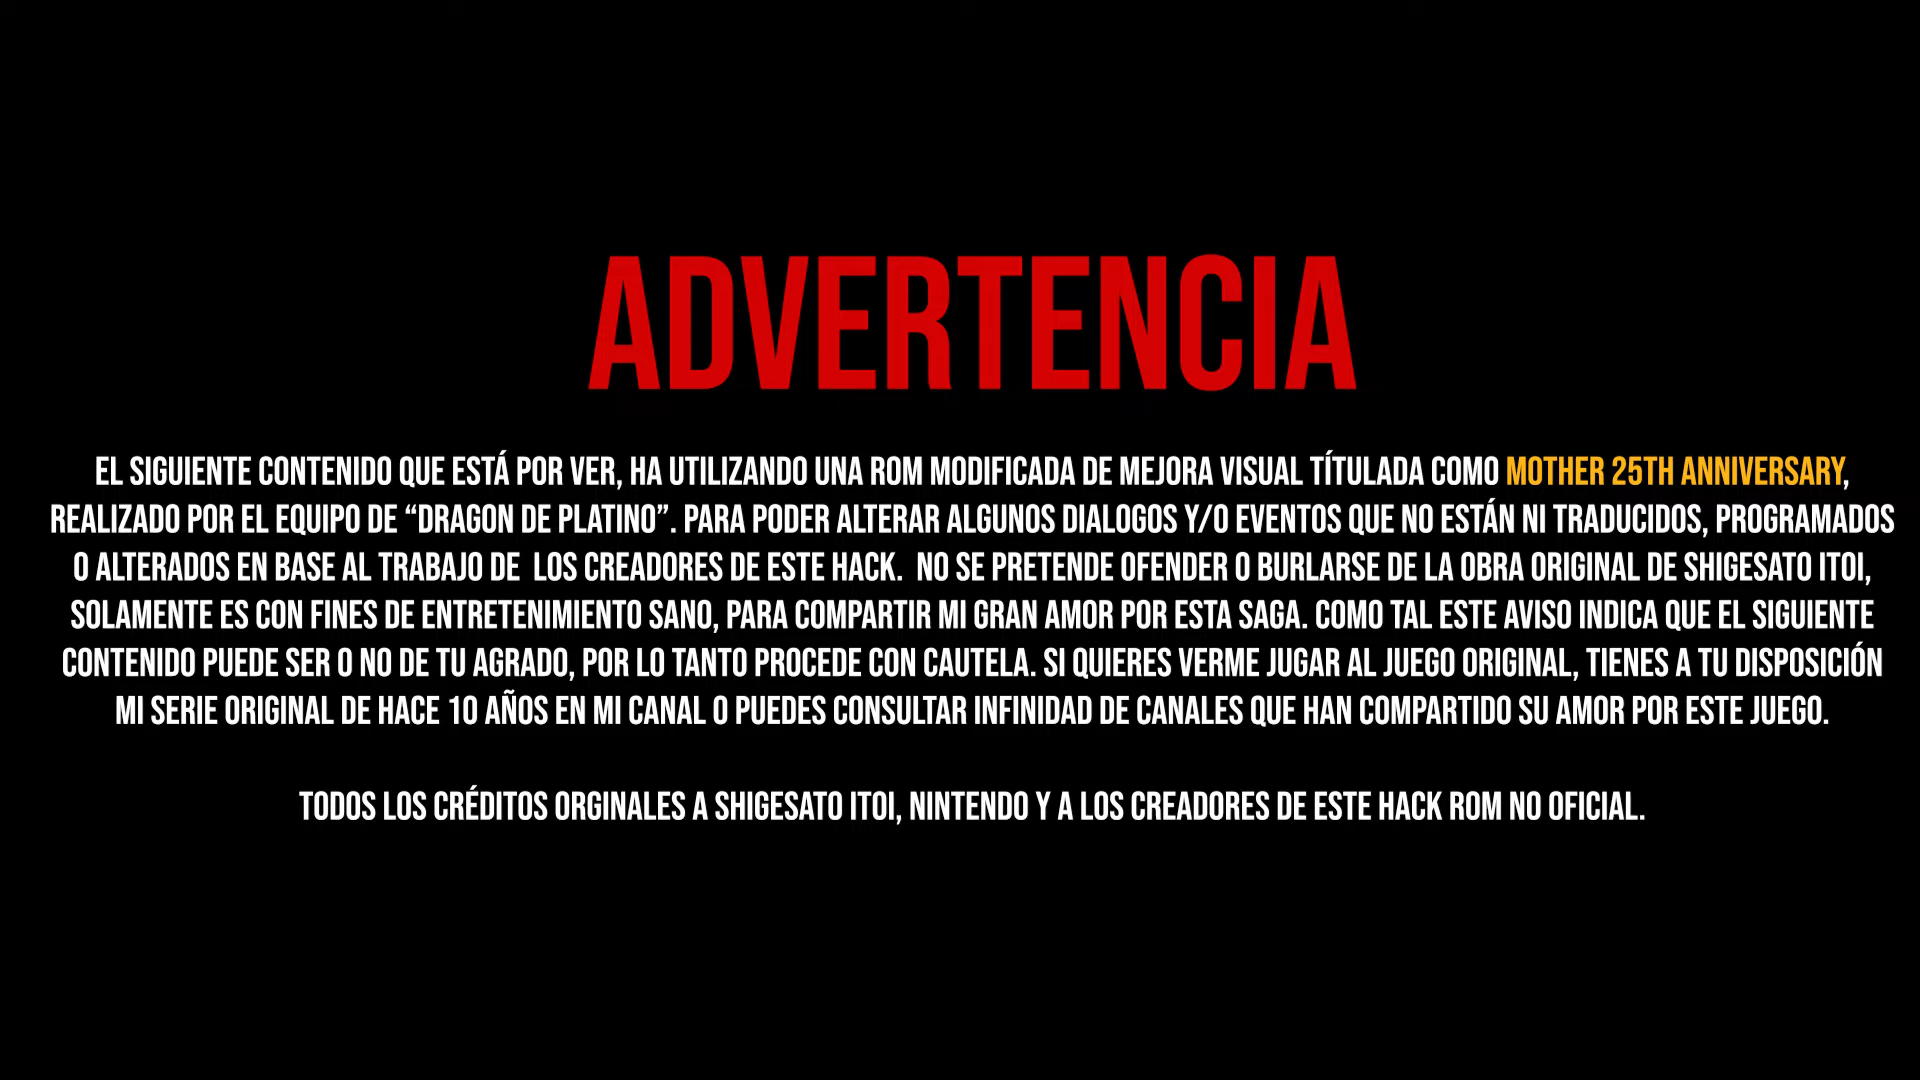 ADVERTENCIA
EL SIGUIENTE CONTENIDO QUE ESTÁ POR VER, HA UTILIZANDO UNA ROM MODIFICADA DE MEJORA VISUAL TÍTULADA COMO MOTHER 25TH ANNIVERSARY,
REALIZADO POR EL EQUIPO DE “DRAGON DE PLATINO”. PARA PODER ALTERAR ALGUNOS DIALOGOS Y/O EVENTOS QUE NO ESTÁN NI TRADUCIDOS, PROGRAMADOS
O ALTERADOS EN BASE AL TRABAJO DE LOS CREADORES DE ESTE HACK. NO SE PRETENDE OFENDER O BURLARSE DE LA OBRA ORIGINAL DE SHIGESATO ITOI,
SOLAMENTE ES CON FINES DE ENTRETENIMIENTO SANO, PARA COMPARTIR MI GRAN AMOR POR ESTA SAGA. COMO TAL ESTE AVISO INDICA QUE EL SIGUIENTE
CONTENIDO PUEDE SER O NO DE TU AGRADO, POR LO TANTO PROCEDE CON CAUTELA. SI QUIERES VERME JUGAR AL JUEGO ORIGINAL, TIENES A TU DISPOSICIÓN
MI SERIE ORIGINAL DE HACE 10 AÑOS EN MI CANAL O PUEDES CONSULTAR INFINIDAD DE CANALES QUE HAN COMPARTIDO SU AMOR POR ESTE JUEGO.
TODOS LOS CRÉDITOS ORGINALES A SHIGESATO ITOI, NINTENDO Y A LOS CREADORES DE ESTE HACK ROM NO OFICIAL.